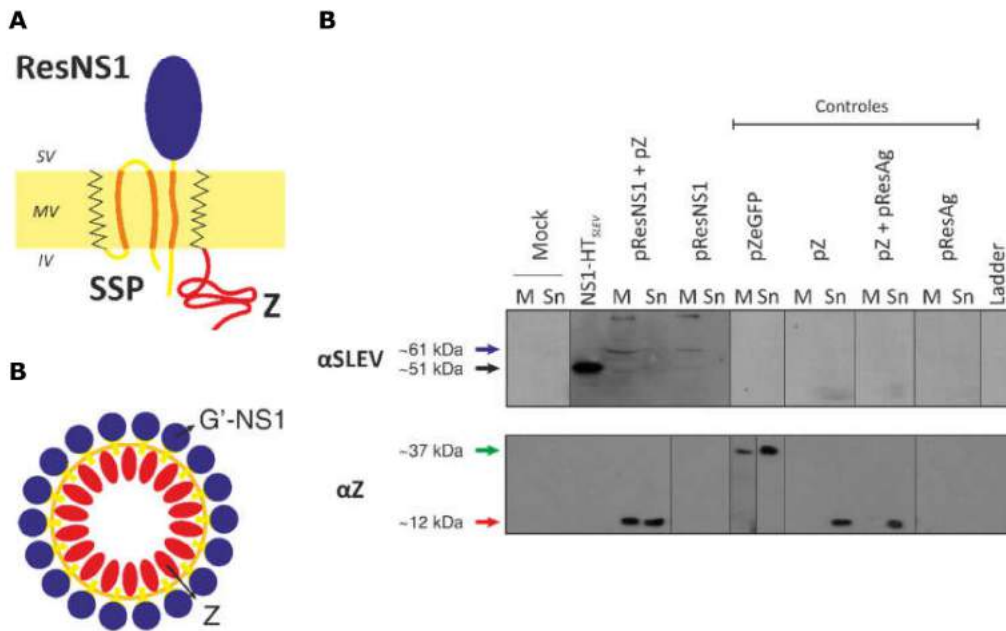 A
ResNS1
SV
MV
IV
SSP
Z
B
G'-NS1
Z
B
Controles
Mock
NS1-HTSLEV
pResNS1 + pZ
pResNS1
pZeGFP
pZ
pZ + pResAg
pResAg
Ladder
M Sn M Sn M Sn M Sn M Sn M Sn M Sn
αSLEV
~61 kDa
~51 kDa
αZ
~37 kDa
~12 kDa